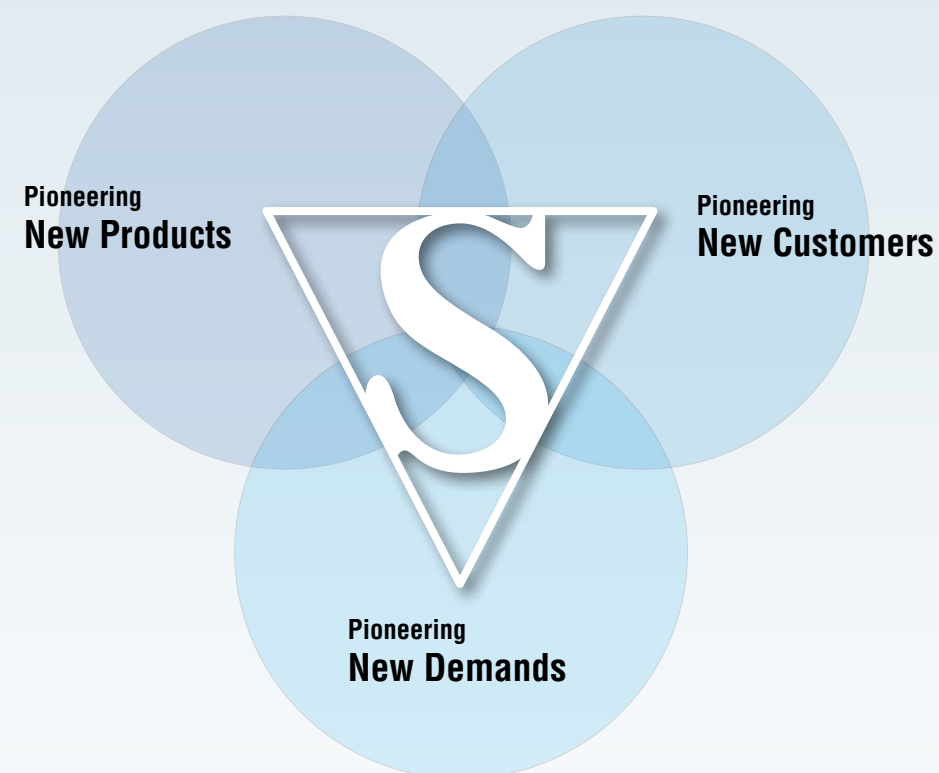 Pioneering
New Products
Pioneering
New Customers
S
Pioneering
New Demands